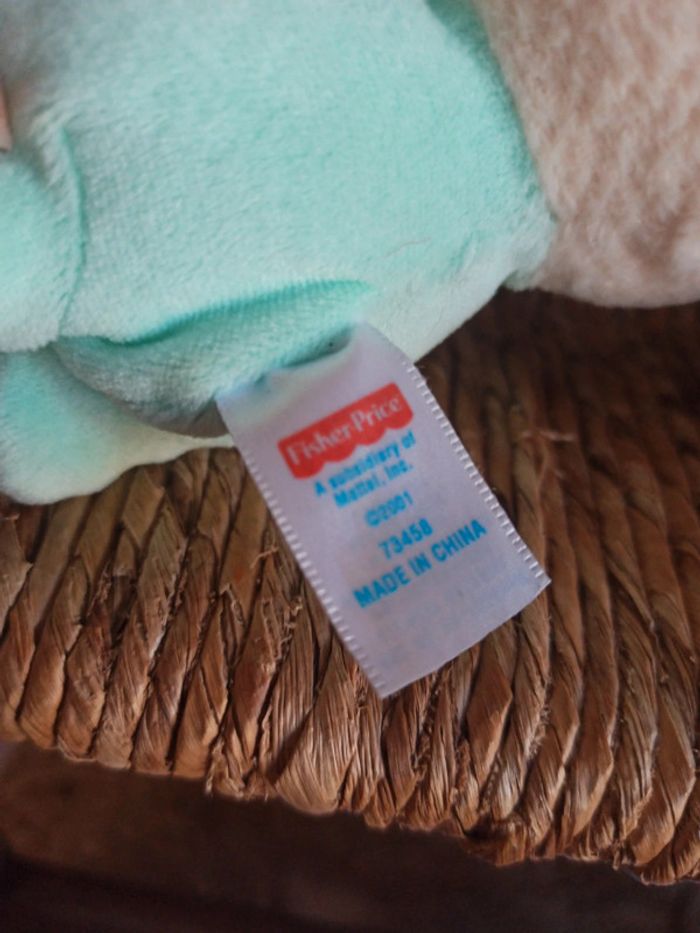 Fisher-Price
A subsidiary of
Mattel, Inc.
©2001
73458
MADE IN CHINA